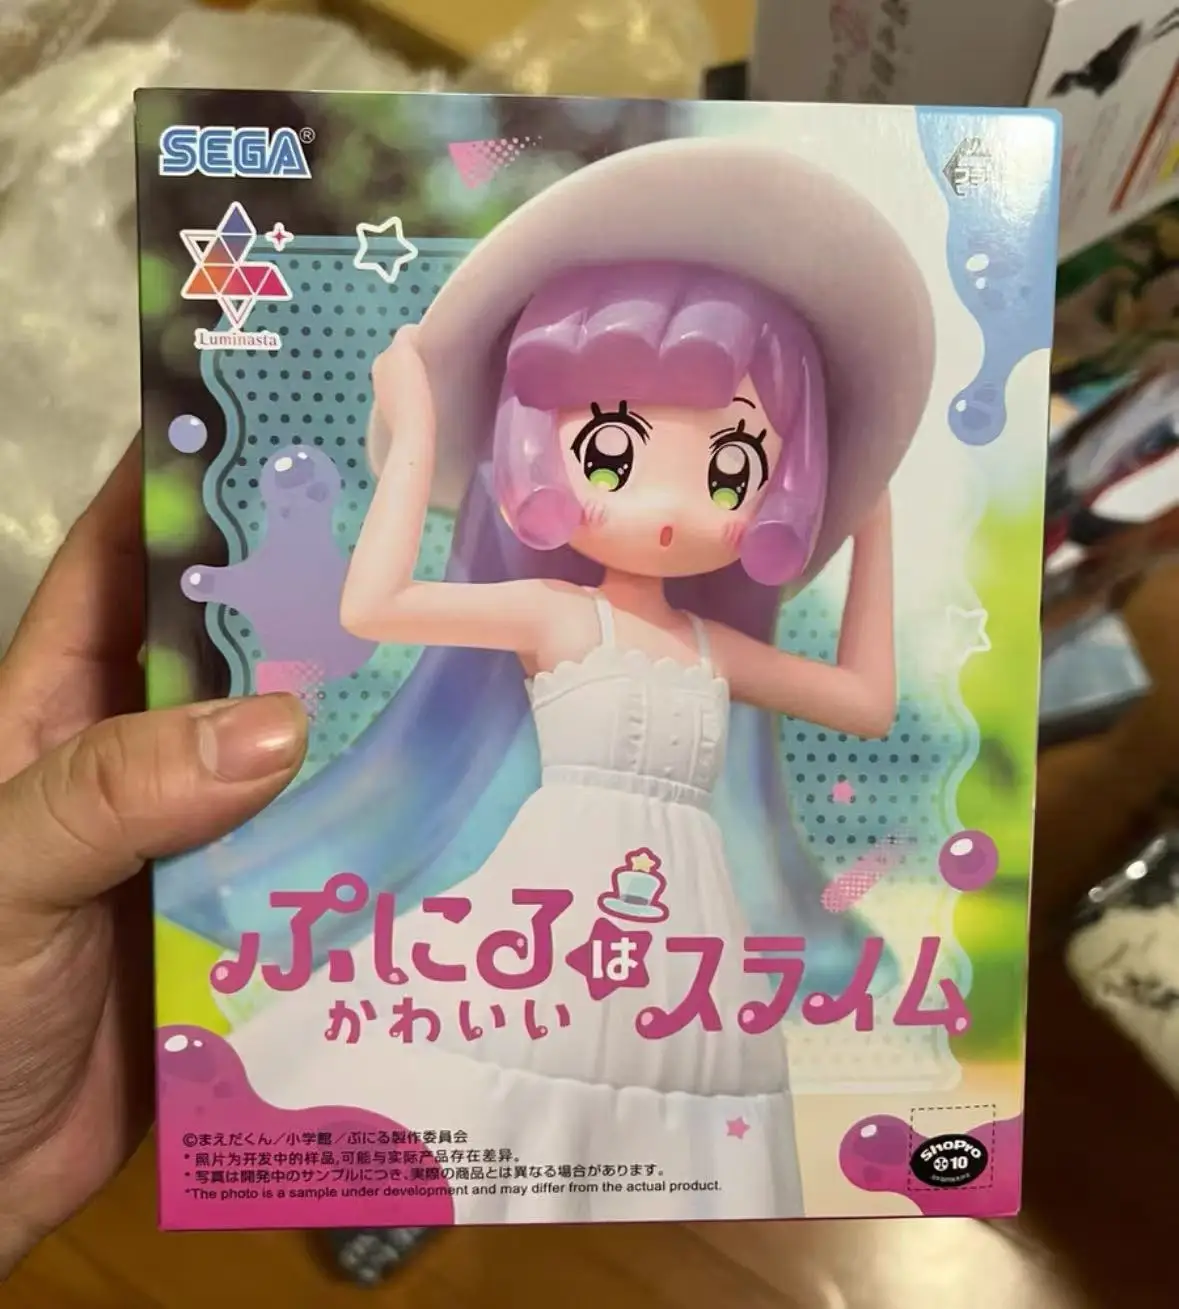 SEGA®
Luminasta
ぷにるは
かわいい
スライム
©まえだくん／小学館／ぷにる製作委員会
* 照片为开发中的样品,可能与实际产品存在差异。
* 写真は開発中のサンプルにつき、実際の商品とは異なる場合があります。
*The photo is a sample under development and may differ from the actual product.
ShoPro
10